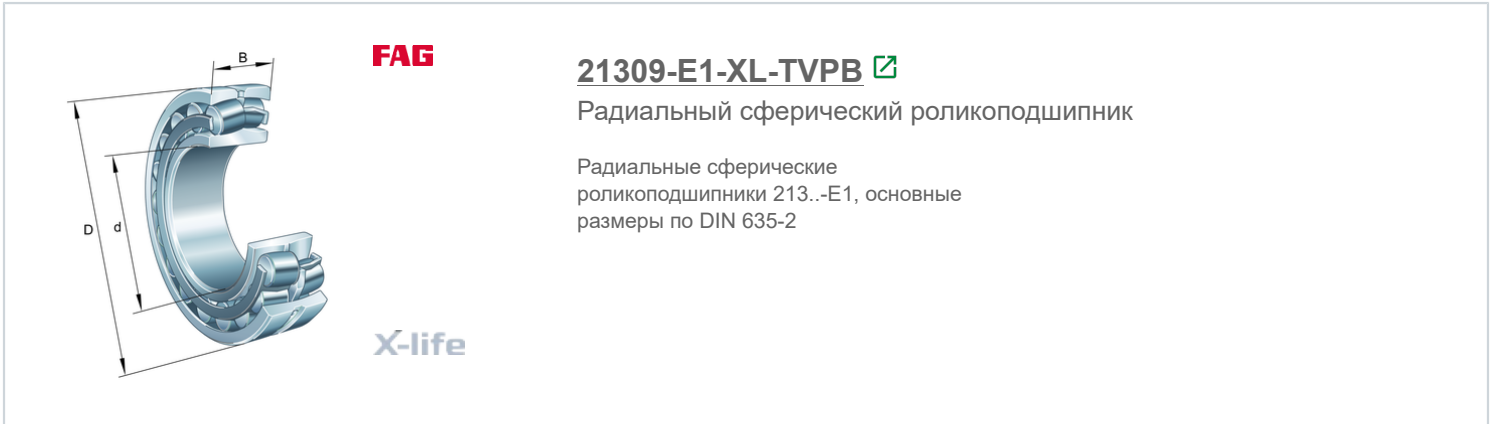 B
D
d
FAG
X-life
21309-E1-XL-TVPB
Радиальный сферический роликоподшипник
Радиальные сферические
роликоподшипники 213..-E1, основные
размеры по DIN 635-2